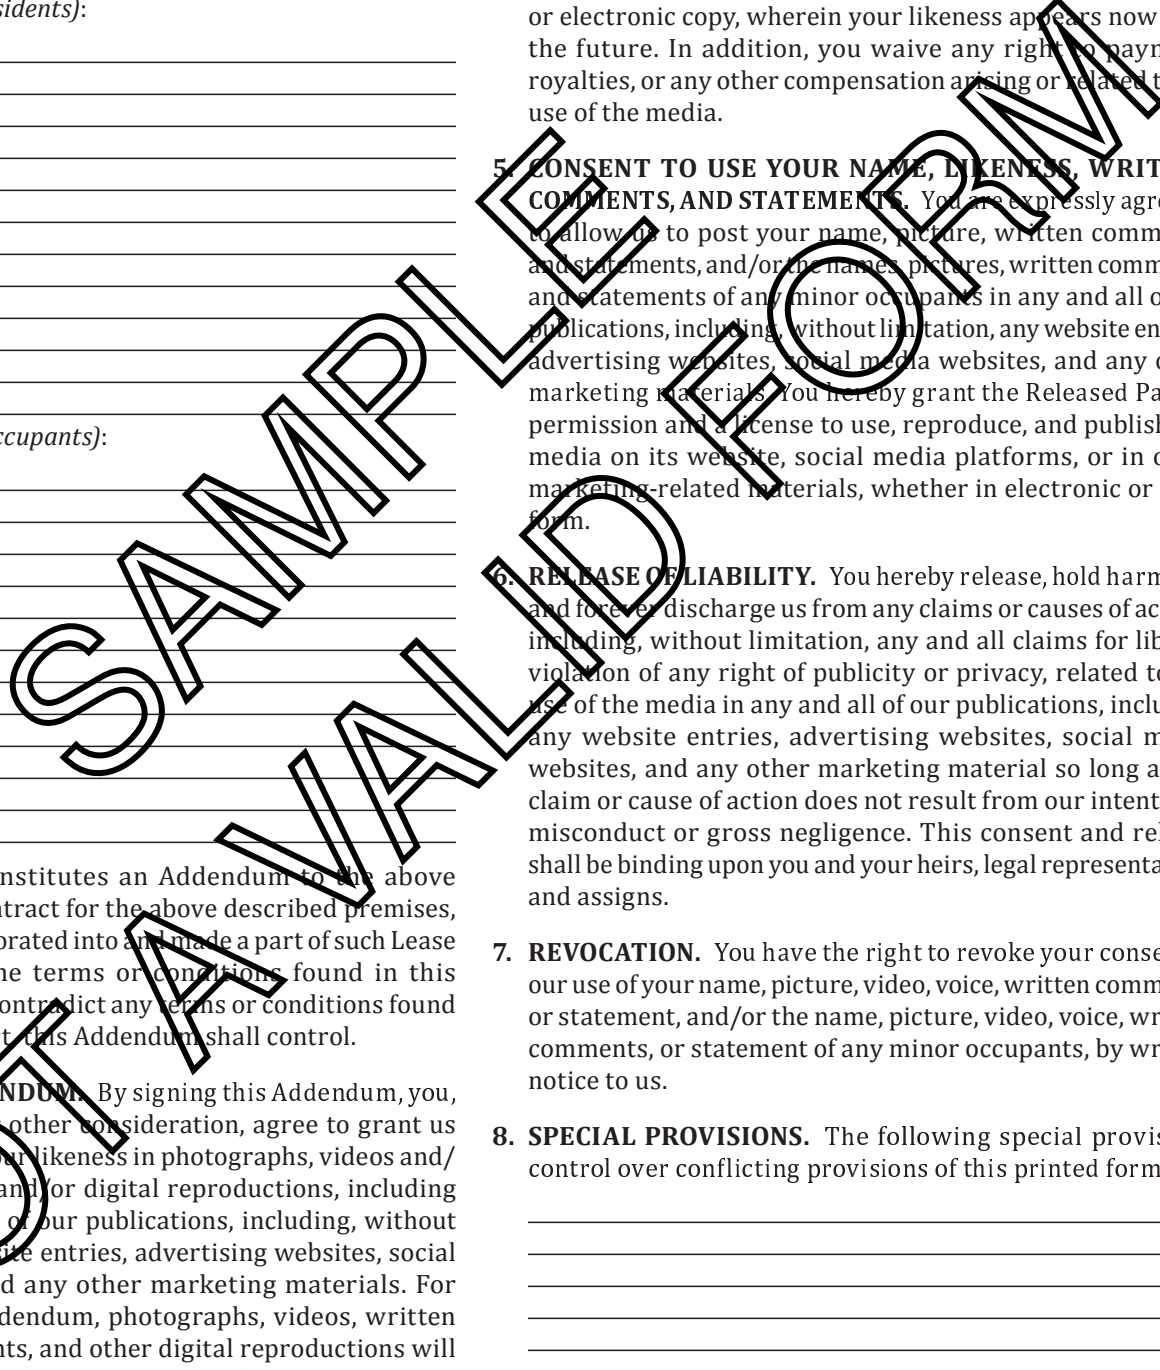 sidents):
ccupants):
nstitutes an Addendum to the above
ntract for the above described premises,
orated into and made a part of such Lease
ne terms or conditions found in this
ontradict any terms or conditions found
t, this Addendum shall control.
NDUM. By signing this Addendum, you,
other consideration, agree to grant us
our likeness in photographs, videos and/
and/or digital reproductions, including
of our publications, including, without
site entries, advertising websites, social
d any other marketing materials. For
dendum, photographs, videos, written
nts, and other digital reproductions will
or electronic copy, wherein your likeness appears now
the future. In addition, you waive any right to paym
royalties, or any other compensation arising or related t
use of the media.
5. CONSENT TO USE YOUR NAME, LIKENESS, WRIT
COMMENTS, AND STATEMENTS. You are expressly agre
to allow us to post your name, picture, written comm
and statements, and/or the names, pictures, written comm
and statements of any minor occupants in any and all o
publications, including, without limitation, any website en
advertising websites, social media websites, and any o
marketing materials. You hereby grant the Released Pa
permission and a license to use, reproduce, and publish
media on its website, social media platforms, or in o
marketing-related materials, whether in electronic or
form.
6. RELEASE OF LIABILITY. You hereby release, hold harm
and forever discharge us from any claims or causes of ac
including, without limitation, any and all claims for lib
violation of any right of publicity or privacy, related to
use of the media in any and all of our publications, inclu
any website entries, advertising websites, social m
websites, and any other marketing material so long a
claim or cause of action does not result from our intent
misconduct or gross negligence. This consent and rel
shall be binding upon you and your heirs, legal representa
and assigns.
7. REVOCATION. You have the right to revoke your conse
our use of your name, picture, video, voice, written comm
or statement, and/or the name, picture, video, voice, wr
comments, or statement of any minor occupants, by wr
notice to us.
8. SPECIAL PROVISIONS. The following special provis
control over conflicting provisions of this printed form
SAMPLE
OT A VALID FORM